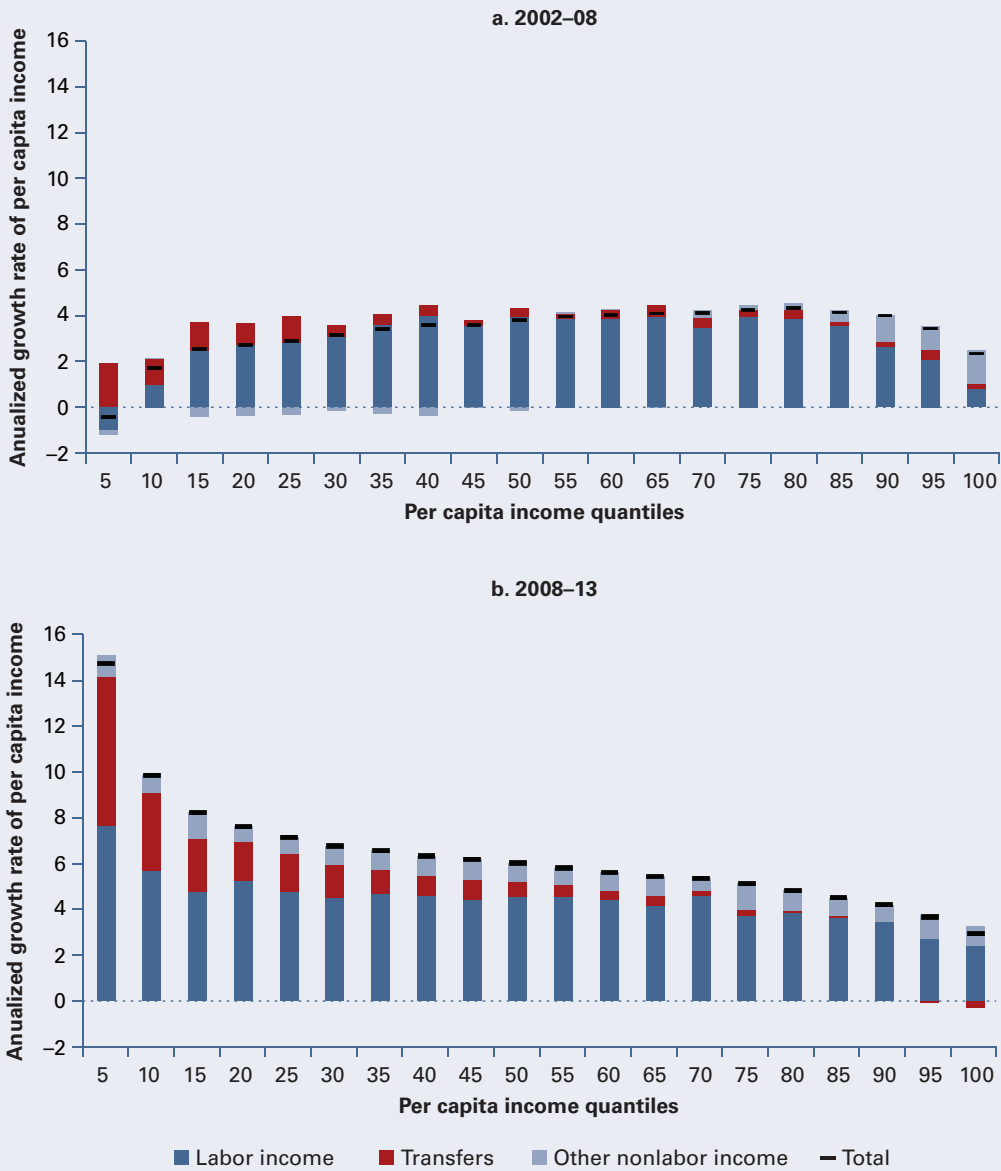 a. 2002–08
Anualized growth rate of per capita income
16
14
12
10
8
6
4
2
0
–2
5 10 15 20 25 30 35 40 45 50 55 60 65 70 75 80 85 90 95 100
Per capita income quantiles
b. 2008–13
Anualized growth rate of per capita income
16
14
12
10
8
6
4
2
0
–2
5 10 15 20 25 30 35 40 45 50 55 60 65 70 75 80 85 90 95 100
Per capita income quantiles
Labor income Transfers Other nonlabor income Total